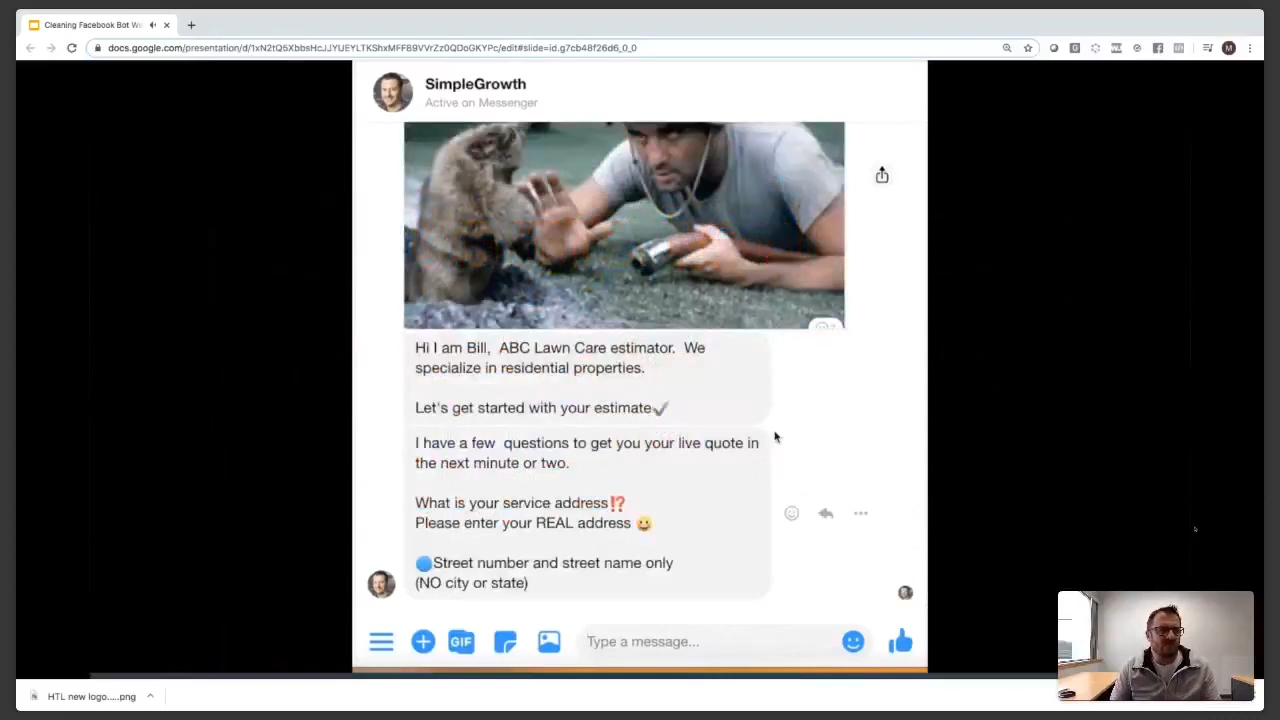 Cleaning Facebook Bot We
docs.google.com/presentation/d/1xN2tQ5XbbsHcJJYUEYLTKShxMFF89VVrZz0QDoGKYPc/edit#slide=id.g7cb48f26d6_0_0
M
SimpleGrowth
Active on Messenger
Hi I am Bill,  ABC Lawn Care estimator.  We
specialize in residential properties.
Let's get started with your estimate✔
I have a few  questions to get you your live quote in
the next minute or two.
What is your service address⁉
Please enter your REAL address 😀
🔵Street number and street name only
(NO city or state)
GIF
Type a message...
HTL new logo.....png